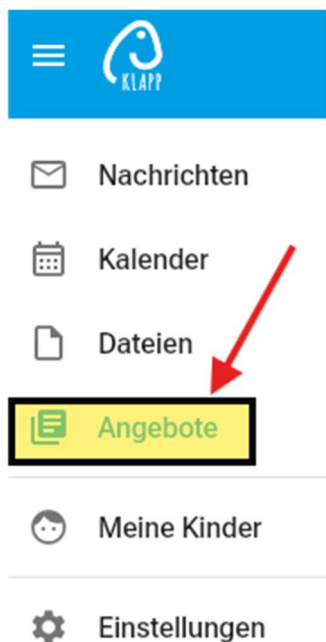 KLAPP
Nachrichten
Kalender
Dateien
Angebote
Meine Kinder
Einstellungen